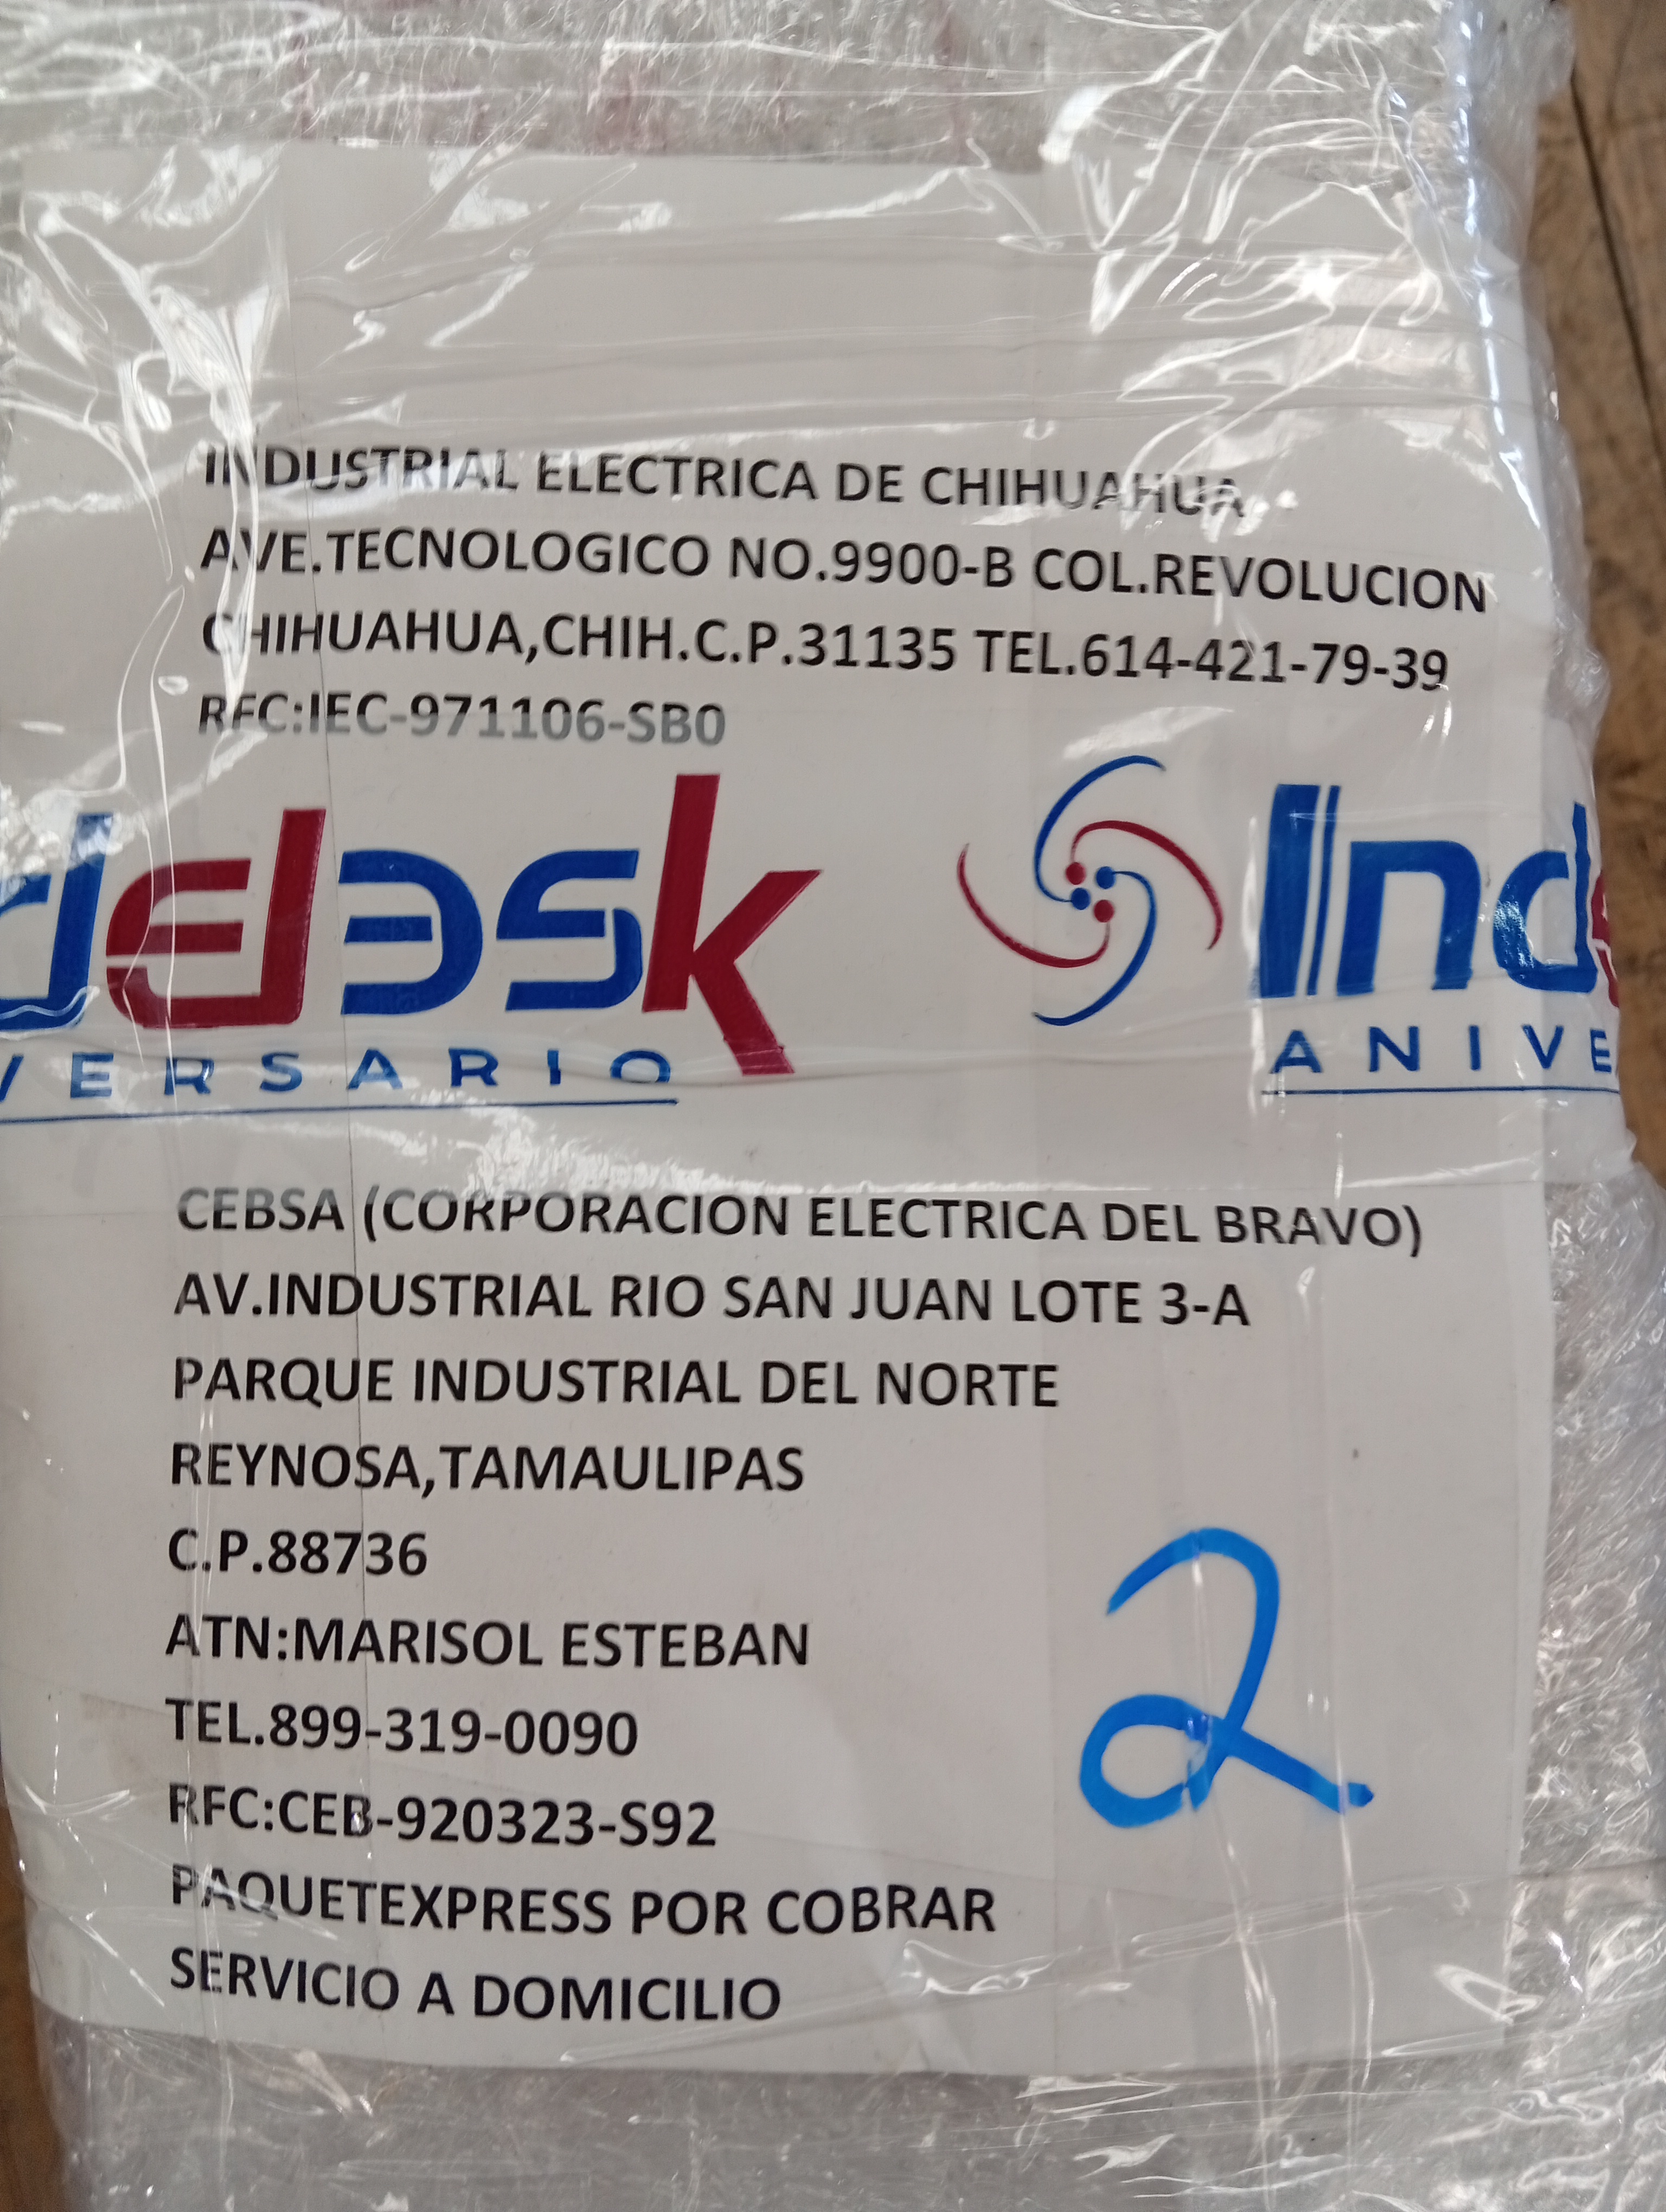 INDUSTRIAL ELECTRICA DE CHIHUAHUA
AVE.TECNOLOGICO NO.9900-B COL.REVOLUCION
CHIHUAHUA,CHIH.C.P.31135 TEL.614-421-79-39
RFC:IEC-971106-SB0
Ind
VERSARIO
ANIVE
CEBSA (CORPORACION ELECTRICA DEL BRAVO)
AV.INDUSTRIAL RIO SAN JUAN LOTE 3-A
PARQUE INDUSTRIAL DEL NORTE
REYNOSA,TAMAULIPAS
C.P.88736
ATN:MARISOL ESTEBAN
TEL.899-319-0090
RFC:CEB-920323-S92
PAQUETEXPRESS POR COBRAR
SERVICIO A DOMICILIO
2